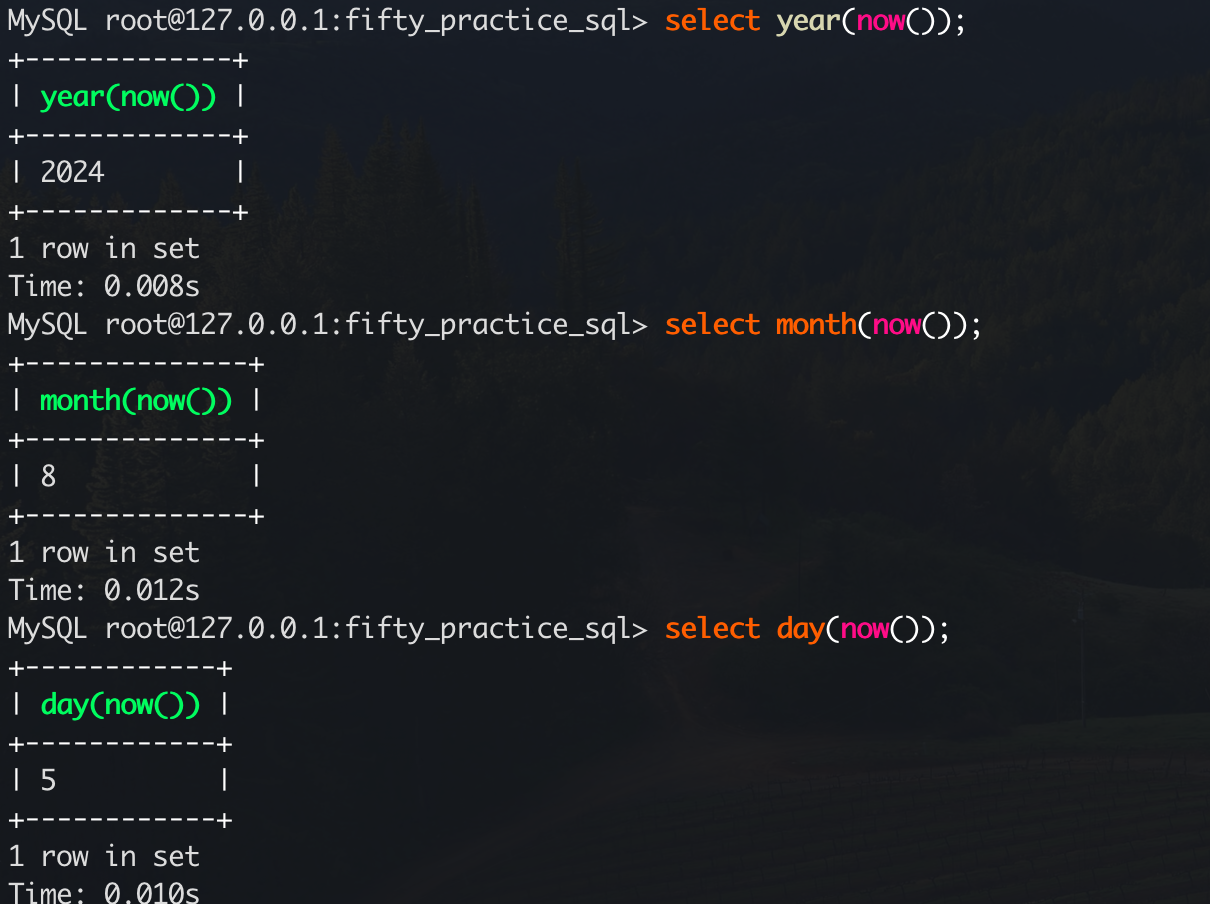 MySQL root@127.0.0.1:fifty_practice_sql> select year(now());
+-------------+
| year(now()) |
+-------------+
| 2024        |
+-------------+
1 row in set
Time: 0.008s
MySQL root@127.0.0.1:fifty_practice_sql> select month(now());
+--------------+
| month(now()) |
+--------------+
| 8            |
+--------------+
1 row in set
Time: 0.012s
MySQL root@127.0.0.1:fifty_practice_sql> select day(now());
+------------+
| day(now()) |
+------------+
| 5          |
+------------+
1 row in set
Time: 0.010s